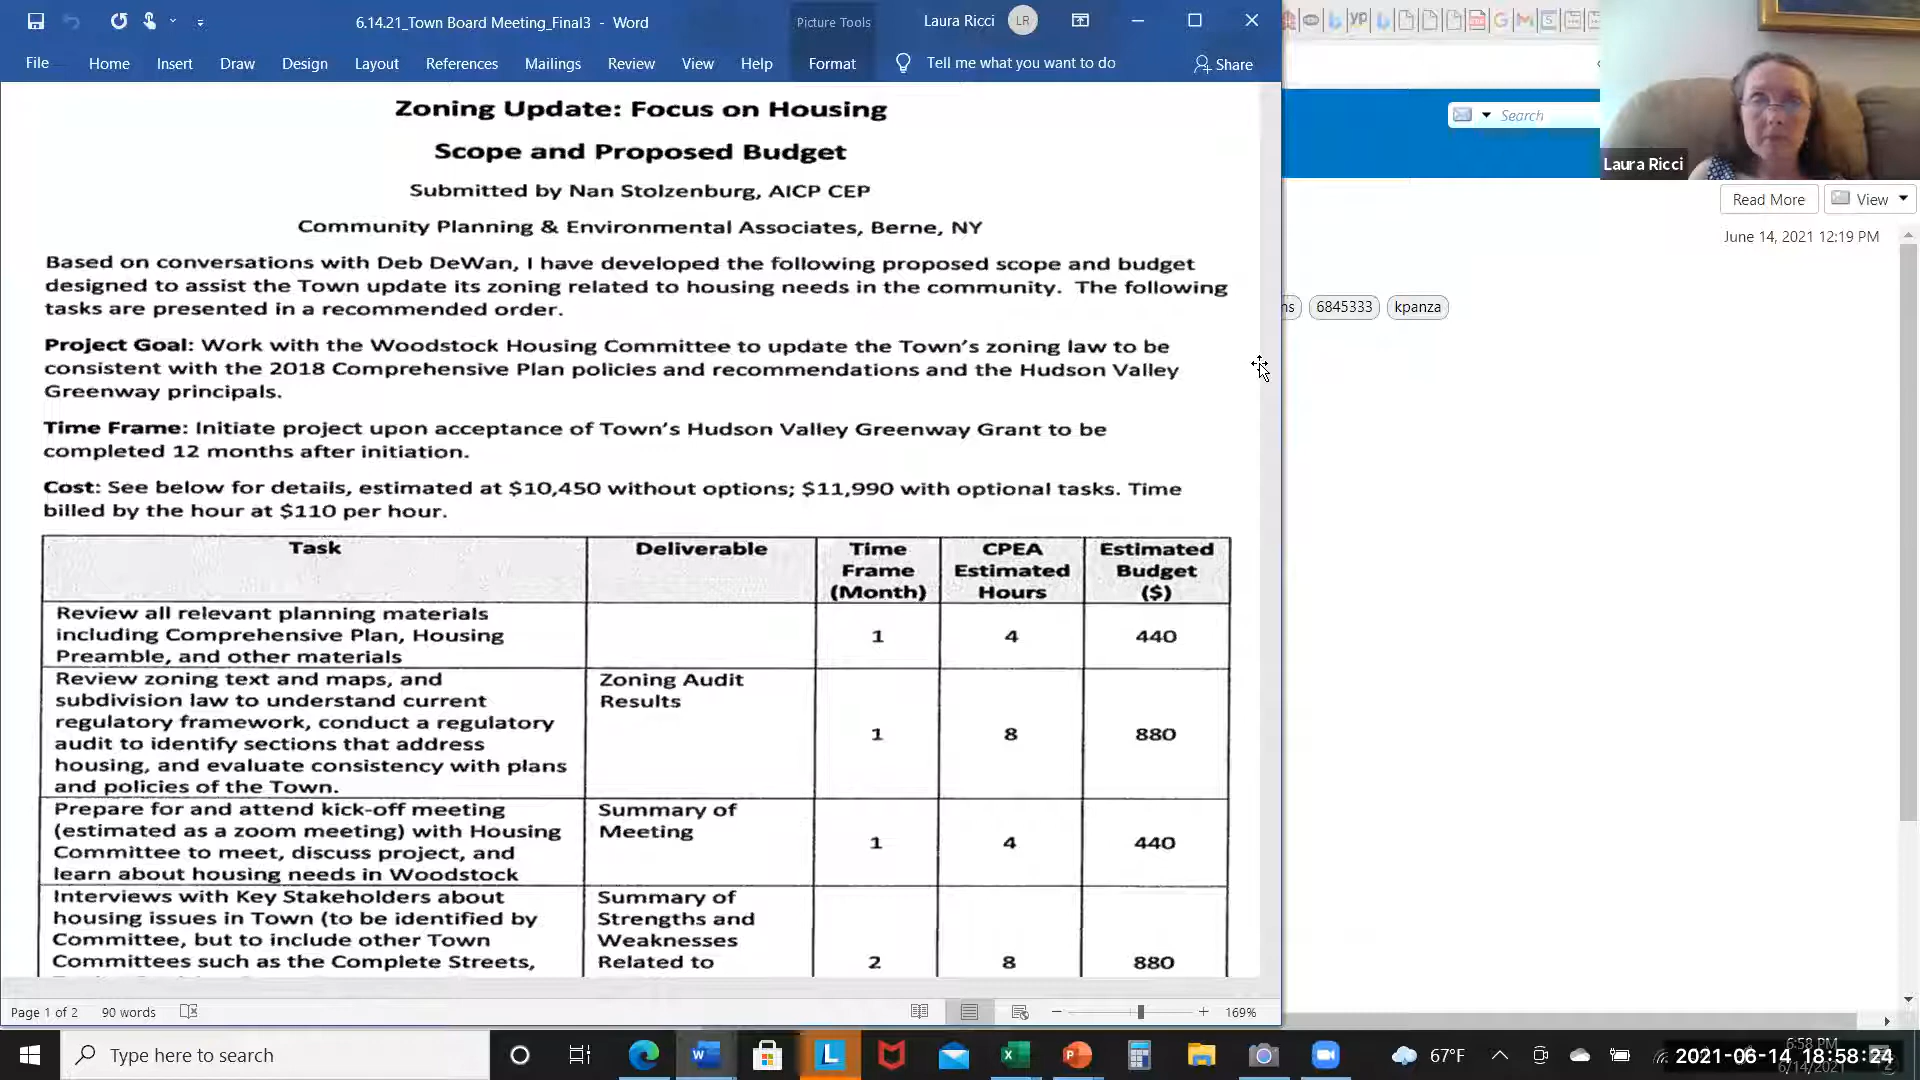 6.14.21_Town Board Meeting_Final3 - Word
Picture Tools
Laura Ricci
LR
File
Home
Insert
Draw
Design
Layout
References
Mailings
Review
View
Help
Format
Tell me what you want to do
Share
Zoning Update: Focus on Housing
Scope and Proposed Budget
Submitted by Nan Stolzenburg, AICP CEP
Community Planning & Environmental Associates, Berne, NY
Based on conversations with Deb DeWan, I have developed the following proposed scope and budget
designed to assist the Town update its zoning related to housing needs in the community. The following
tasks are presented in a recommended order.
Project Goal: Work with the Woodstock Housing Committee to update the Town's zoning law to be
consistent with the 2018 Comprehensive Plan policies and recommendations and the Hudson Valley
Greenway principals.
Time Frame: Initiate project upon acceptance of Town's Hudson Valley Greenway Grant to be
completed 12 months after initiation.
Cost: See below for details, estimated at $10,450 without options; $11,990 with optional tasks. Time
billed by the hour at $110 per hour.
Task
Deliverable
Time
Frame
(Month)
CPEA
Estimated
Hours
Estimated
Budget
($)
Review all relevant planning materials
including Comprehensive Plan, Housing
Preamble, and other materials
1
4
440
Review zoning text and maps, and
subdivision law to understand current
regulatory framework, conduct a regulatory
audit to identify sections that address
housing, and evaluate consistency with plans
and policies of the Town.
Zoning Audit
Results
1
8
880
Prepare for and attend kick-off meeting
(estimated as a zoom meeting) with Housing
Committee to meet, discuss project, and
learn about housing needs in Woodstock
Summary of
Meeting
1
4
440
Interviews with Key Stakeholders about
housing issues in Town (to be identified by
Committee, but to include other Town
Committees such as the Complete Streets,
Summary of
Strengths and
Weaknesses
Related to
2
8
880
Page 1 of 2
90 words
169%
Search
Laura Ricci
Read More
View
June 14, 2021 12:19 PM
ns
6845333
kpanza
Type here to search
67°F
6:58 PM
6/14/2021
2021-06-14 18:58:24